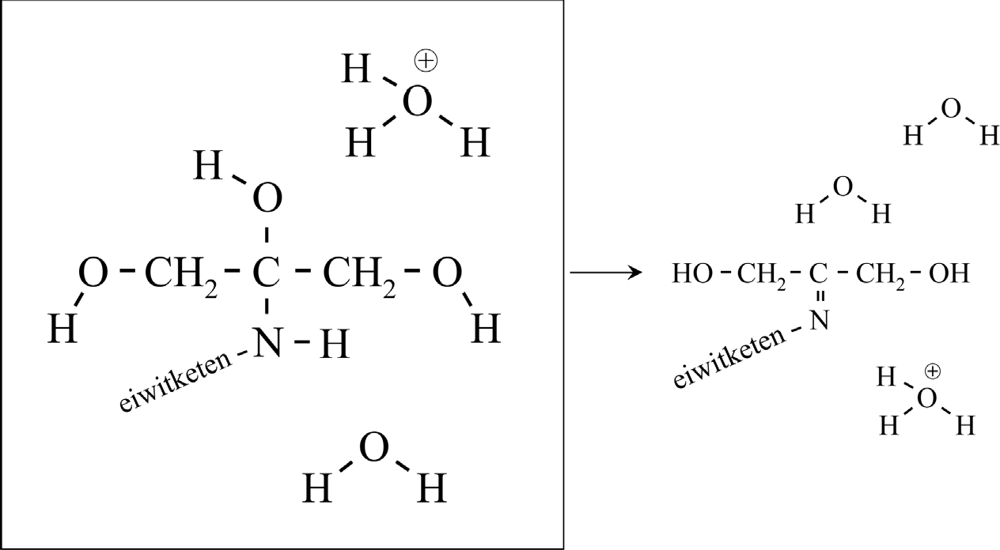 H ⊕
O
H H
H
O
O – CH₂ – C – CH₂ – O
H H
N – H
eiwitketen
O
H H
O
H H
O
H H
HO – CH₂ – C – CH₂ – OH
N
eiwitketen
H ⊕
O
H H